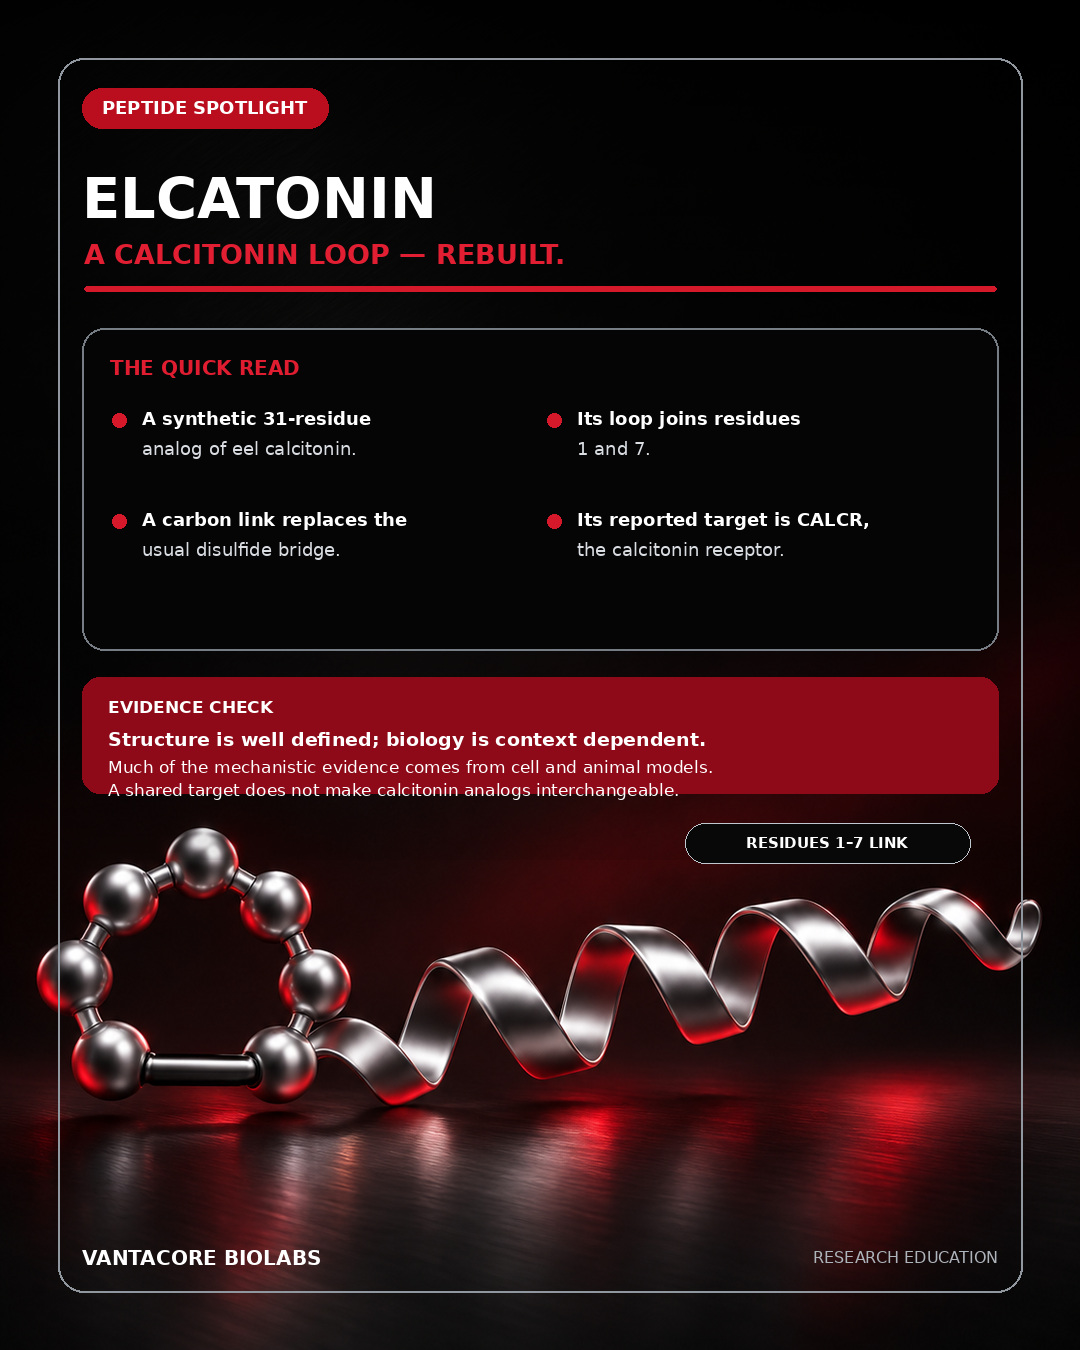 PEPTIDE SPOTLIGHT
ELCATONIN
A CALCITONIN LOOP — REBUILT.
THE QUICK READ
A synthetic 31-residue
analog of eel calcitonin.
Its loop joins residues
1 and 7.
A carbon link replaces the
usual disulfide bridge.
Its reported target is CALCR,
the calcitonin receptor.
EVIDENCE CHECK
Structure is well defined; biology is context dependent.
Much of the mechanistic evidence comes from cell and animal models.
A shared target does not make calcitonin analogs interchangeable.
RESIDUES 1–7 LINK
VANTACORE BIOLABS
RESEARCH EDUCATION